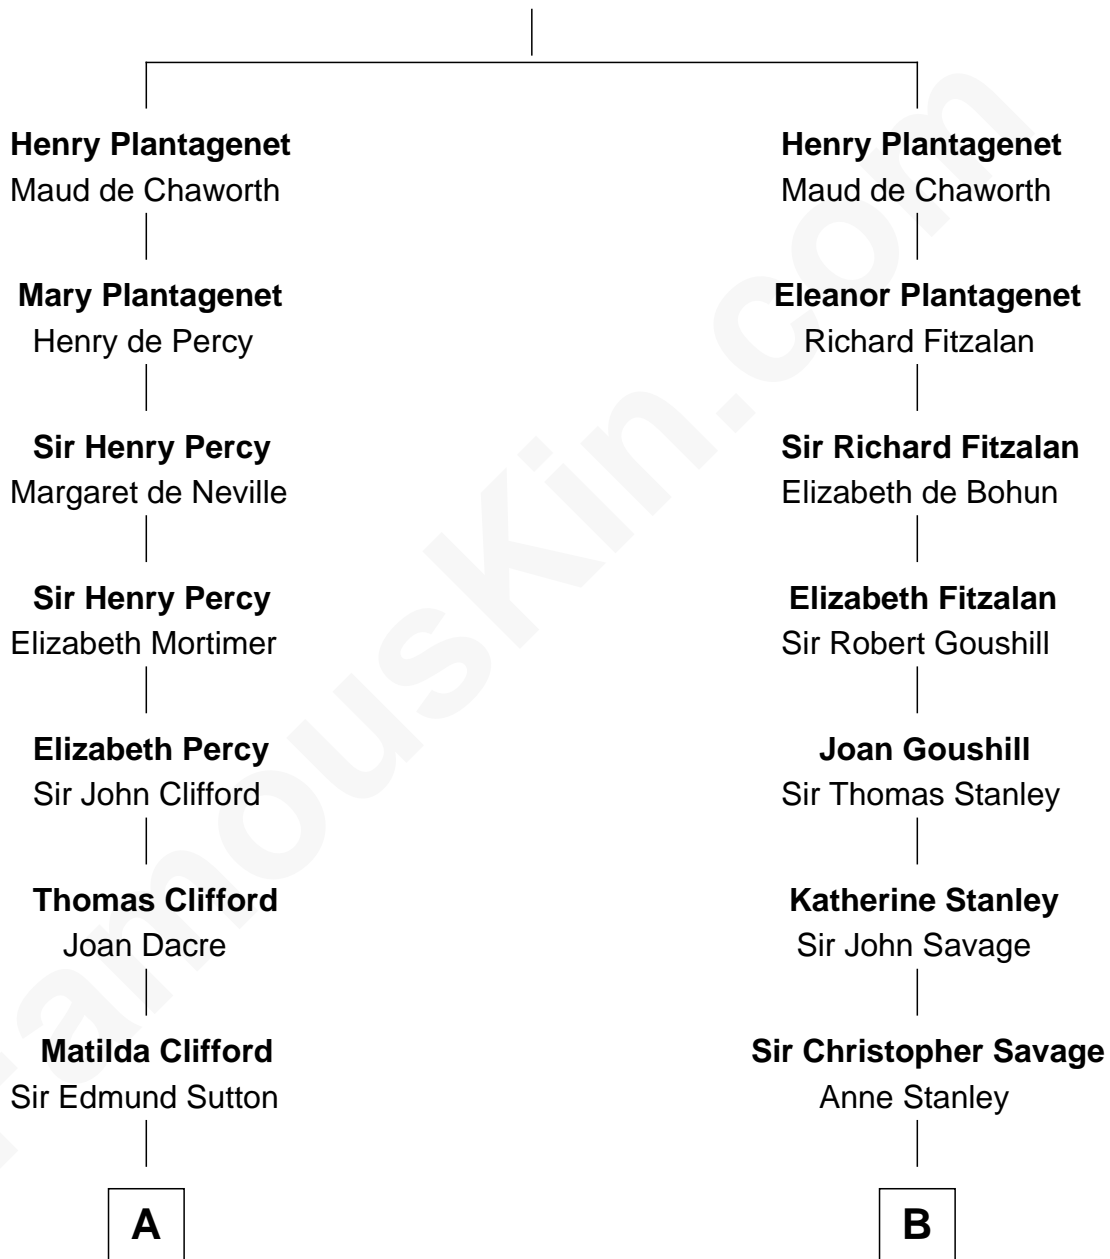 Henry Plantagenet
Maud de Chaworth
Mary Plantagenet
Henry de Percy
Sir Henry Percy
Margaret de Neville
Sir Henry Percy
Elizabeth Mortimer
Elizabeth Percy
Sir John Clifford
Thomas Clifford
Joan Dacre
Matilda Clifford
Sir Edmund Sutton
A
Henry Plantagenet
Maud de Chaworth
Eleanor Plantagenet
Richard Fitzalan
Sir Richard Fitzalan
Elizabeth de Bohun
Elizabeth Fitzalan
Sir Robert Goushill
Joan Goushill
Sir Thomas Stanley
Katherine Stanley
Sir John Savage
Sir Christopher Savage
Anne Stanley
B
FamousKin.com